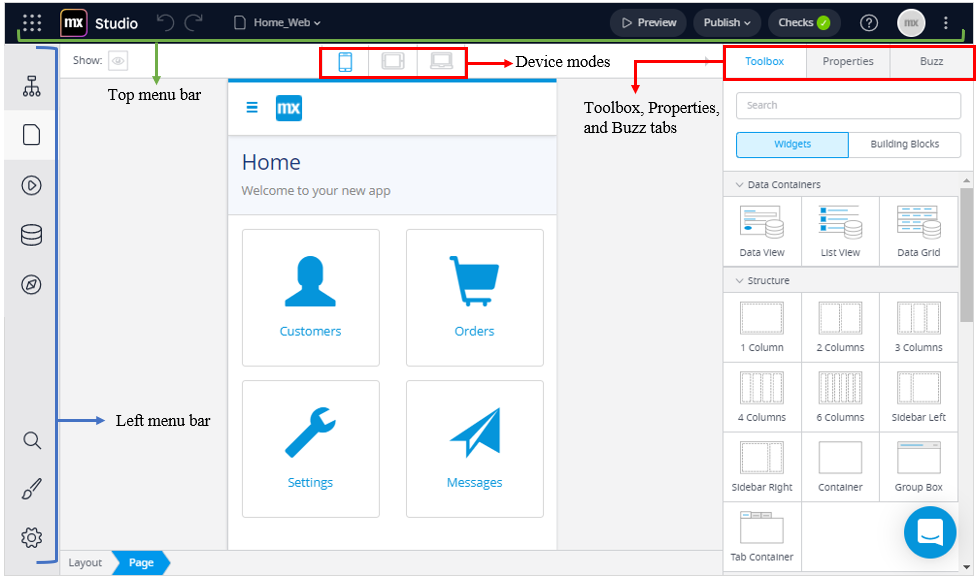 mx Studio Home_Web Preview Publish Checks mx
Show:
Device modes
Toolbox Properties Buzz
Top menu bar
Toolbox, Properties,
and Buzz tabs
Search
Widgets Building Blocks
mx
Home
Welcome to your new app
Customers Orders
Settings Messages
Left menu bar
Data Containers
Data View List View Data Grid
Structure
1 Column 2 Columns 3 Columns
4 Columns 6 Columns Sidebar Left
Sidebar Right Container Group Box
Tab Container
Layout Page